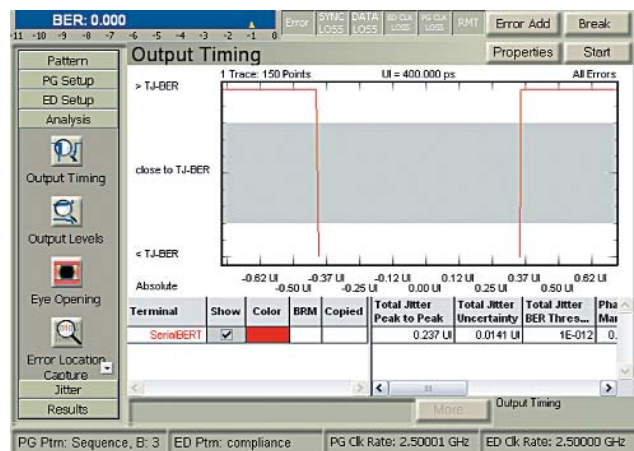 BER: 0.000
-11 -10 -9 -8 -7 -6 -5 -4 -3 -2 -1 0
Error
SYNC LOSS
DATA LOSS
ED CLK LOSS
PG CLK LOSS
RMT
Error Add
Break
Output Timing
Properties
Start
Pattern
PG Setup
ED Setup
Analysis
Output Timing
Output Levels
Eye Opening
Error Location Capture
Jitter
Results
1 Trace: 150 Points
UI = 400.000 ps
All Errors
> TJ-BER
close to TJ-BER
< TJ-BER
Absolute
-0.62 UI -0.37 UI -0.12 UI 0.12 UI 0.37 UI 0.62 UI
-0.50 UI -0.25 UI 0.00 UI 0.25 UI 0.50 UI
Terminal Show Color BRM Copied Total Jitter Peak to Peak Total Jitter Uncertainty Total Jitter BER Thres... Pha Mar
SerialBERT 0.237 UI 0.0141 UI 1E-012 0.
More
Output Timing
PG Ptrn: Sequence, B: 3
ED Ptrn: compliance
PG Clk Rate: 2.50001 GHz
ED Clk Rate: 2.50000 GHz